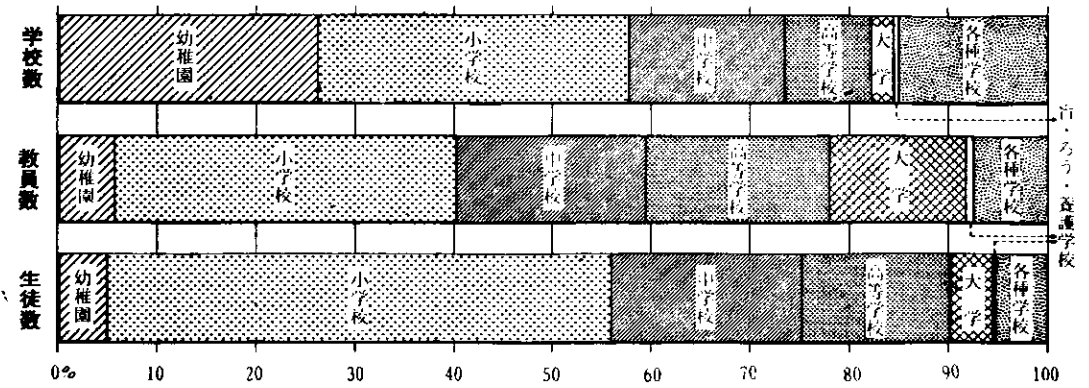 学校数
幼稚園
小学校
中学校
高等学校
大学
各種学校
教員数
幼稚園
小学校
中学校
高等学校
大学
各種学校
生徒数
幼稚園
小学校
中学校
高等学校
大学
各種学校
盲・ろう・養護学校
0% 10 20 30 40 50 60 70 80 90 100